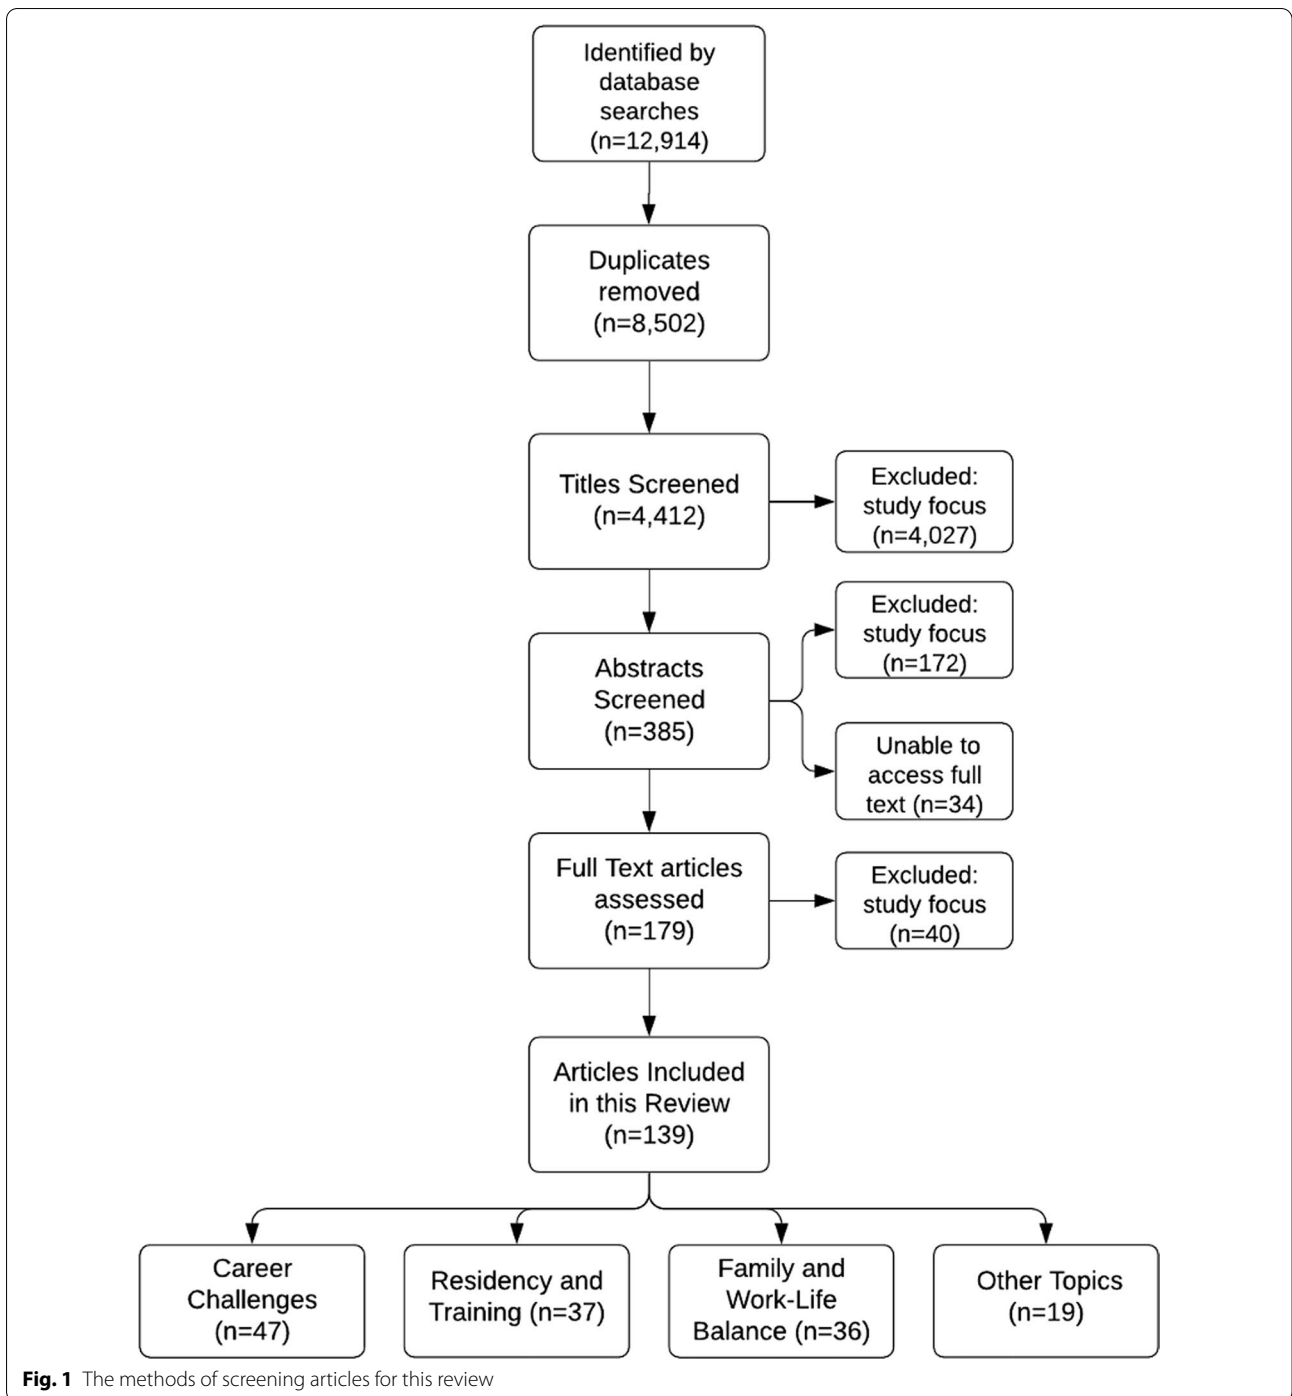 Identified by
database
searches
(n=12,914)
Duplicates
removed
(n=8,502)
Titles Screened
(n=4,412)
Excluded:
study focus
(n=4,027)
Abstracts
Screened
(n=385)
Excluded:
study focus
(n=172)
Unable to
access full
text (n=34)
Full Text articles
assessed
(n=179)
Excluded:
study focus
(n=40)
Articles Included
in this Review
(n=139)
Career
Challenges
(n=47)
Residency and
Training (n=37)
Family and
Work-Life
Balance (n=36)
Other Topics
(n=19)
Fig. 1 The methods of screening articles for this review